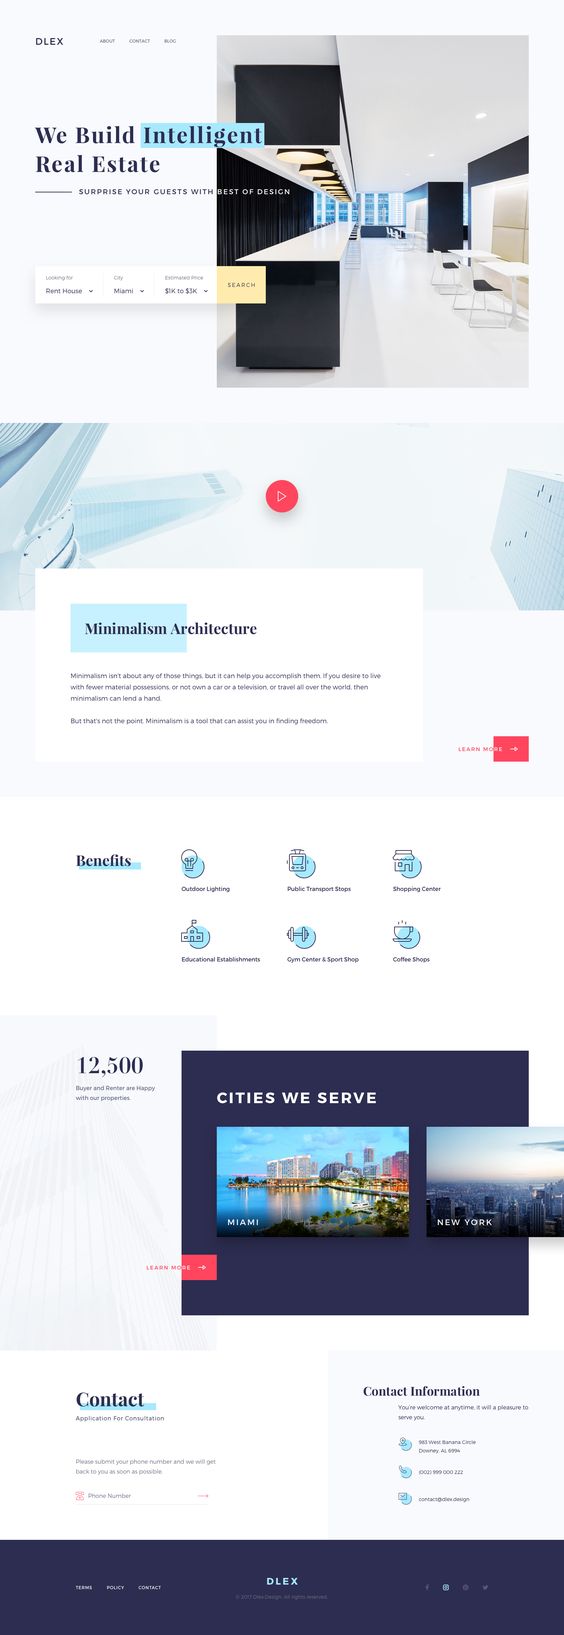 DLEX
ABOUT
CONTACT
BLOG
We Build Intelligent
Real Estate
SURPRISE YOUR GUESTS WITH BEST OF DESIGN
Looking for
City
Estimated Price
Rent House
Miami
$1K to $3K
SEARCH
Minimalism Architecture
Minimalism isn't about any of those things, but it can help you accomplish them. If you desire to live
with fewer material possessions, or not own a car or a television, or travel all over the world, then
minimalism can lend a hand.
But that's not the point. Minimalism is a tool that can assist you in finding freedom.
LEARN MORE
Benefits
Outdoor Lighting
Public Transport Stops
Shopping Center
Educational Establishments
Gym Center & Sport Shop
Coffee Shops
12,500
Buyer and Renter are Happy
with our properties.
CITIES WE SERVE
MIAMI
NEW YORK
LEARN MORE
Contact
Application For Consultation
Please submit your phone number and we will get
back to you as soon as possible.
Phone Number
Contact Information
You're welcome at anytime, it will a pleasure to
serve you.
983 West Banana Circle
Downey, AL 6994
(002) 999 000 222
contact@dlex.design
TERMS
POLICY
CONTACT
DLEX
© 2017 Dlex.Design. All rights reserved.